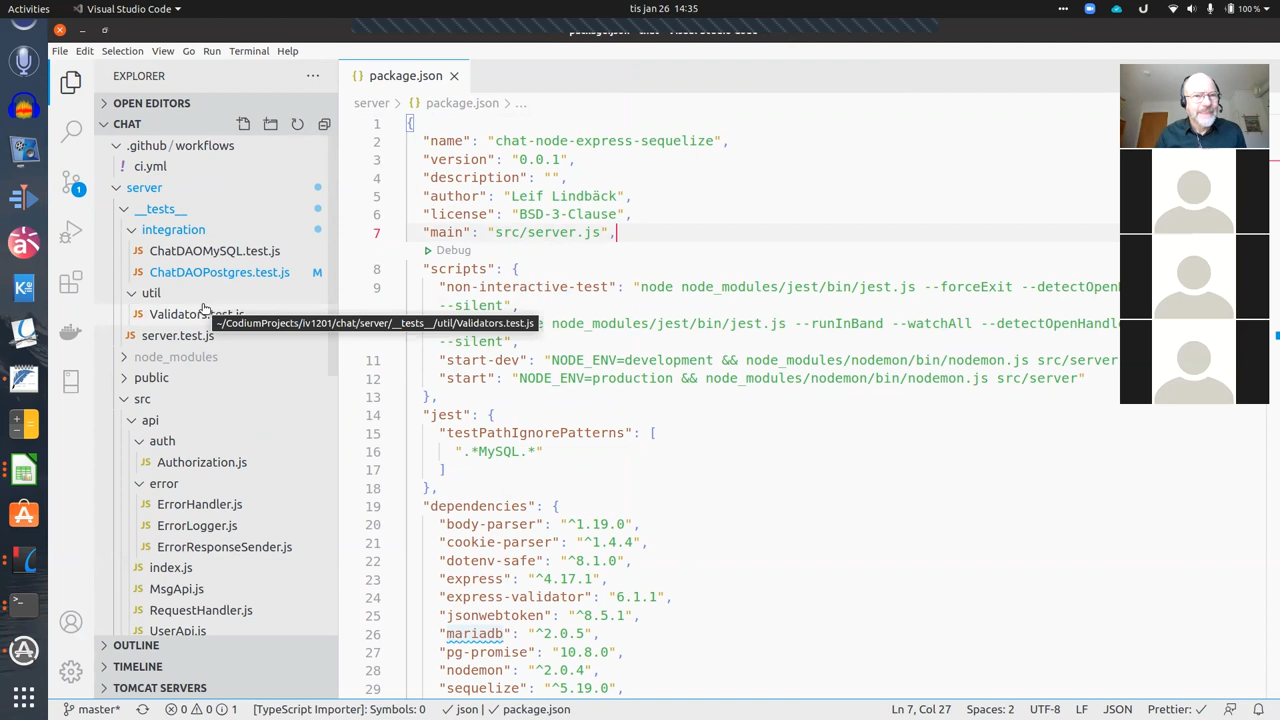 Activities
Visual Studio Code
tis jan 26 14:35
100 %
File Edit Selection View Go Run Terminal Help
EXPLORER
package.json
OPEN EDITORS
server > {} package.json > ...
CHAT
.github / workflows
ci.yml
server
__tests__
integration
ChatDAOMySQL.test.js
ChatDAOPostgres.test.js M
util
~/CodiumProjects/iv1201/chat/server/__tests__/util/Validators.test.js
server.test.js
node_modules
public
src
api
auth
Authorization.js
error
ErrorHandler.js
ErrorLogger.js
ErrorResponseSender.js
index.js
MsgApi.js
RequestHandler.js
UserApi.js
OUTLINE
TIMELINE
TOMCAT SERVERS
1
1 {
2 "name": "chat-node-express-sequelize",
3 "version": "0.0.1",
4 "description": "",
5 "author": "Leif Lindbäck",
6 "license": "BSD-3-Clause",
7 "main": "src/server.js",
Debug
8 "scripts": {
9 "non-interactive-test": "node node_modules/jest/bin/jest.js --forceExit --detectOpenH
--silent",
node_modules/jest/bin/jest.js --runInBand --watchAll --detectOpenHandle
--silent",
11 "start-dev": "NODE_ENV=development && node_modules/nodemon/bin/nodemon.js src/server
12 "start": "NODE_ENV=production && node_modules/nodemon/bin/nodemon.js src/server"
13 },
14 "jest": {
15 "testPathIgnorePatterns": [
16 ".*MySQL.*"
17 ]
18 },
19 "dependencies": {
20 "body-parser": "^1.19.0",
21 "cookie-parser": "^1.4.4",
22 "dotenv-safe": "^8.1.0",
23 "express": "^4.17.1",
24 "express-validator": "6.1.1",
25 "jsonwebtoken": "^8.5.1",
26 "mariadb": "^2.0.5",
27 "pg-promise": "10.8.0",
28 "nodemon": "^2.0.4",
29 "sequelize": "^5.19.0",
master*
0 0 1
[TypeScript Importer]: Symbols: 0
json | package.json
Ln 7, Col 27
Spaces: 2
UTF-8
LF
JSON
Prettier: